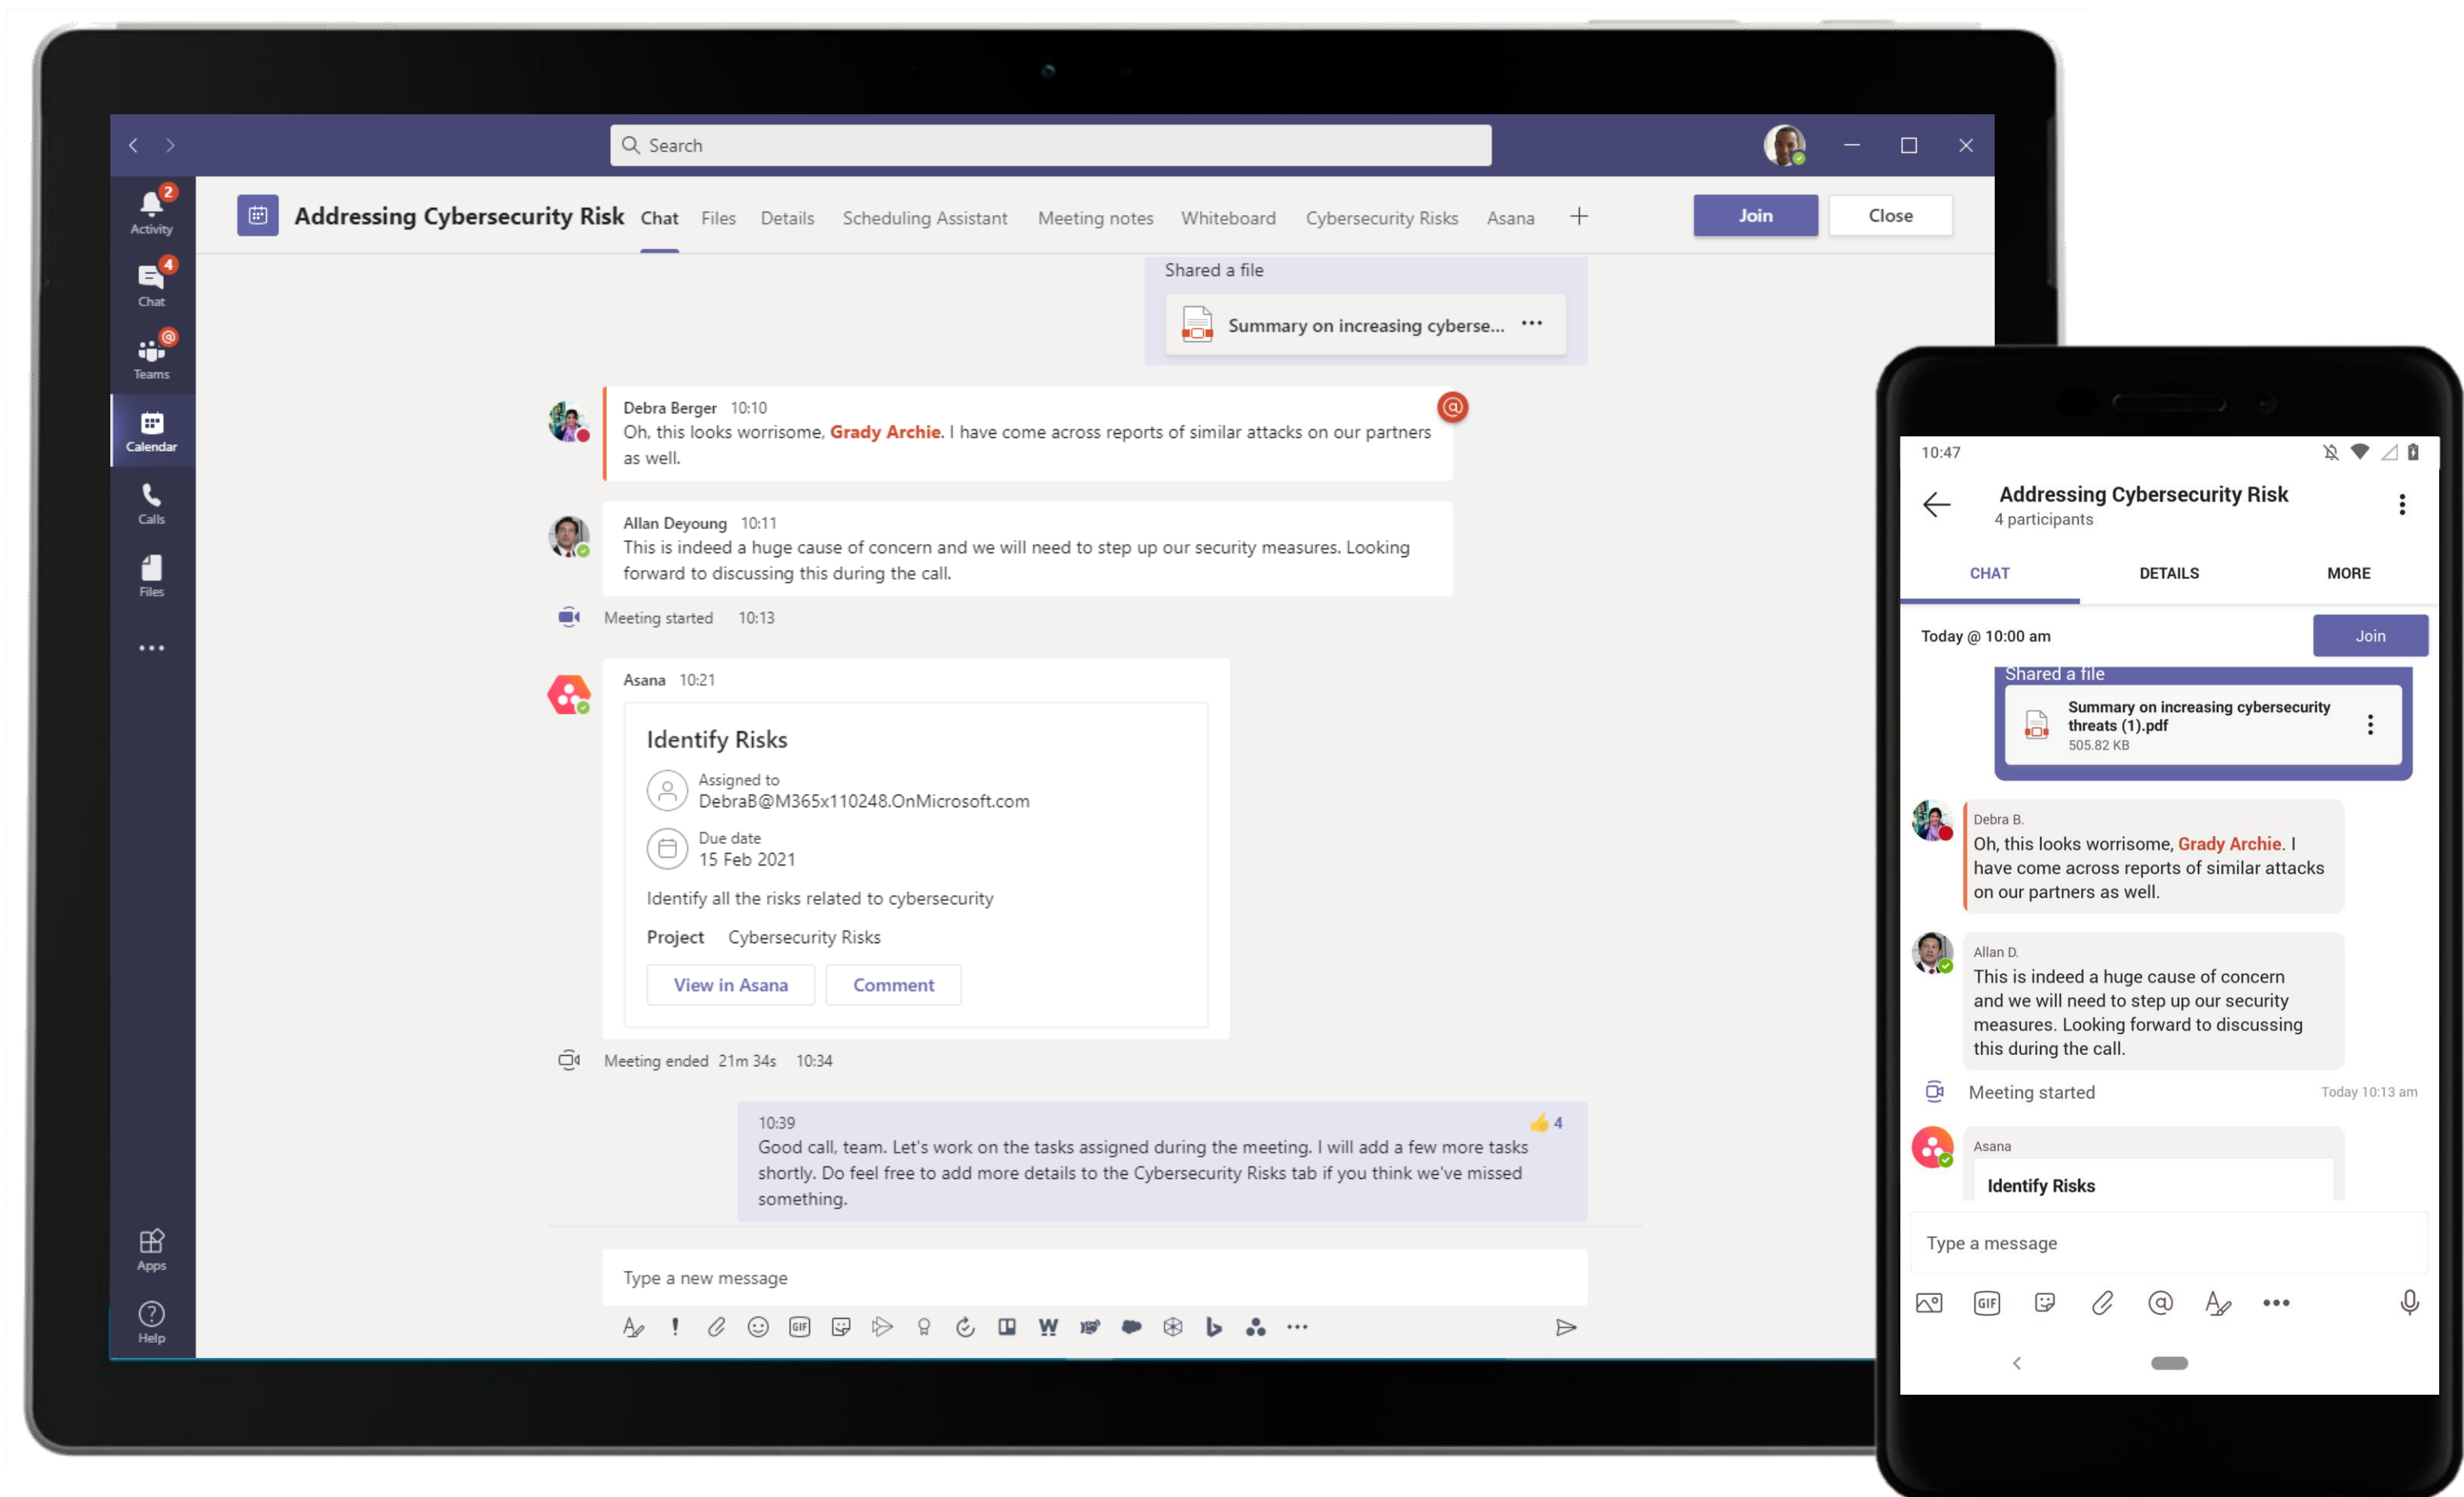 Search
2
Activity
4
Chat
@
Teams
Calendar
Calls
Files
Apps
Help
Addressing Cybersecurity Risk
Chat Files Details Scheduling Assistant Meeting notes Whiteboard Cybersecurity Risks Asana
Join
Close
Shared a file
Summary on increasing cyberse...
Debra Berger 10:10
@
Oh, this looks worrisome, Grady Archie. I have come across reports of similar attacks on our partners
as well.
Allan Deyoung 10:11
This is indeed a huge cause of concern and we will need to step up our security measures. Looking
forward to discussing this during the call.
Meeting started 10:13
Asana 10:21
Identify Risks
Assigned to
DebraB@M365x110248.OnMicrosoft.com
Due date
15 Feb 2021
Identify all the risks related to cybersecurity
Project Cybersecurity Risks
View in Asana
Comment
Meeting ended 21m 34s 10:34
10:39
4
Good call, team. Let's work on the tasks assigned during the meeting. I will add a few more tasks
shortly. Do feel free to add more details to the Cybersecurity Risks tab if you think we've missed
something.
Type a new message
GIF
10:47
Addressing Cybersecurity Risk
4 participants
CHAT DETAILS MORE
Today @ 10:00 am
Join
Shared a file
Summary on increasing cybersecurity
threats (1).pdf
505.82 KB
Debra B.
Oh, this looks worrisome, Grady Archie. I
have come across reports of similar attacks
on our partners as well.
Allan D.
This is indeed a huge cause of concern
and we will need to step up our security
measures. Looking forward to discussing
this during the call.
Meeting started Today 10:13 am
Asana
Identify Risks
Type a message
GIF